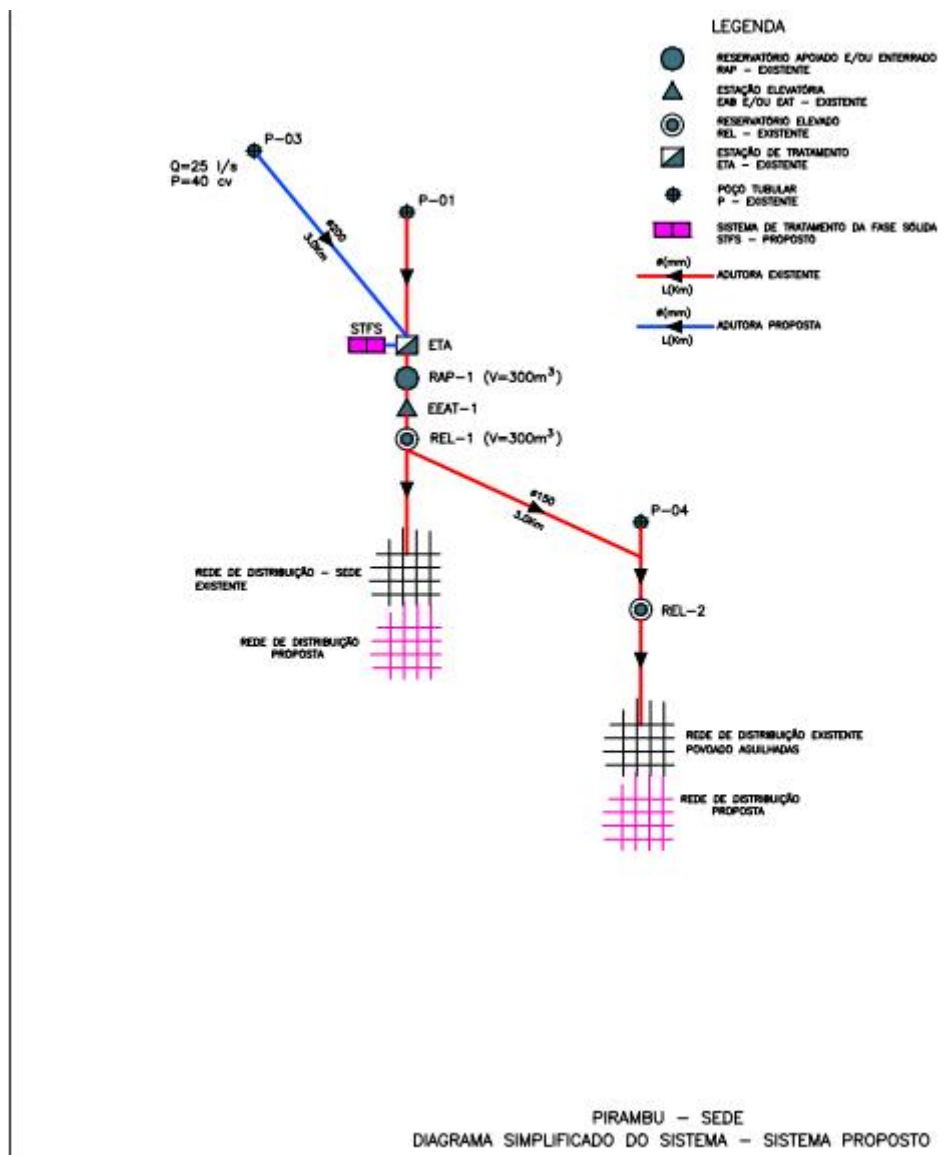 LEGENDA
RESERVATÓRIO APOIADO E/OU ENTERRADO
RAP - EXISTENTE
ESTAÇÃO ELEVATÓRIA
EAB E/OU EAT - EXISTENTE
RESERVATÓRIO ELEVADO
REL - EXISTENTE
ESTAÇÃO DE TRATAMENTO
ETA - EXISTENTE
POÇO TUBULAR
P - EXISTENTE
SISTEMA DE TRATAMENTO DA FASE SÓLIDA
STFS - PROPOSTO
ø(mm)
L(Km)
ADUTORA EXISTENTE
ø(mm)
L(Km)
ADUTORA PROPOSTA
P-03
Q=25 l/s
P=40 cv
ø200
3.0Km
P-01
STFS
ETA
RAP-1 (V=300m³)
EEAT-1
REL-1 (V=300m³)
ø150
3.0Km
P-04
REDE DE DISTRIBUIÇÃO - SEDE
EXISTENTE
REL-2
REDE DE DISTRIBUIÇÃO
PROPOSTA
REDE DE DISTRIBUIÇÃO EXISTENTE
POVOADO AGUILHADAS
REDE DE DISTRIBUIÇÃO
PROPOSTA
PIRAMBU - SEDE
DIAGRAMA SIMPLIFICADO DO SISTEMA - SISTEMA PROPOSTO